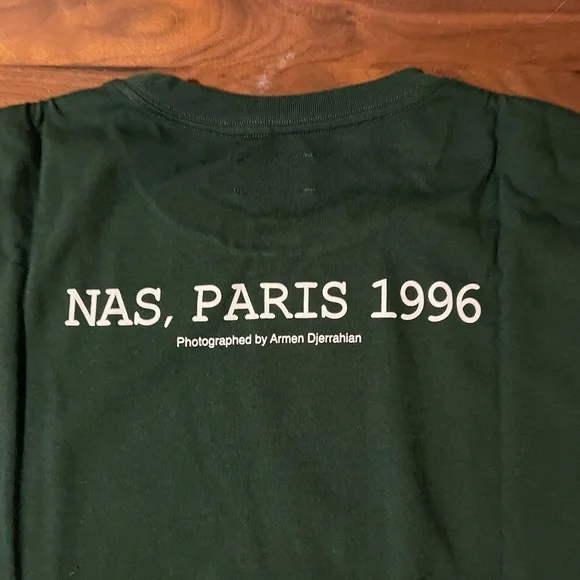 NAS, PARIS 1996
Photographed by Armen Djerrahian